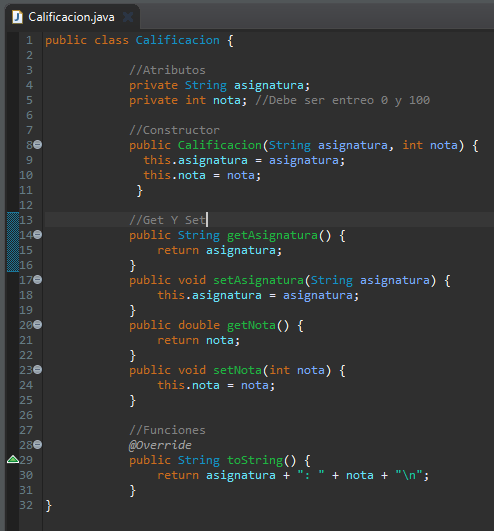 Calificacion.java
1 public class Calificacion {
2
3 //Atributos
4 private String asignatura;
5 private int nota; //Debe ser entreo 0 y 100
6
7 //Constructor
8 public Calificacion(String asignatura, int nota) {
9 this.asignatura = asignatura;
10 this.nota = nota;
11 }
12
13 //Get Y Set
14 public String getAsignatura() {
15 return asignatura;
16 }
17 public void setAsignatura(String asignatura) {
18 this.asignatura = asignatura;
19 }
20 public double getNota() {
21 return nota;
22 }
23 public void setNota(int nota) {
24 this.nota = nota;
25 }
26
27 //Funciones
28 @Override
29 public String toString() {
30 return asignatura + ": " + nota + "\n";
31 }
32 }